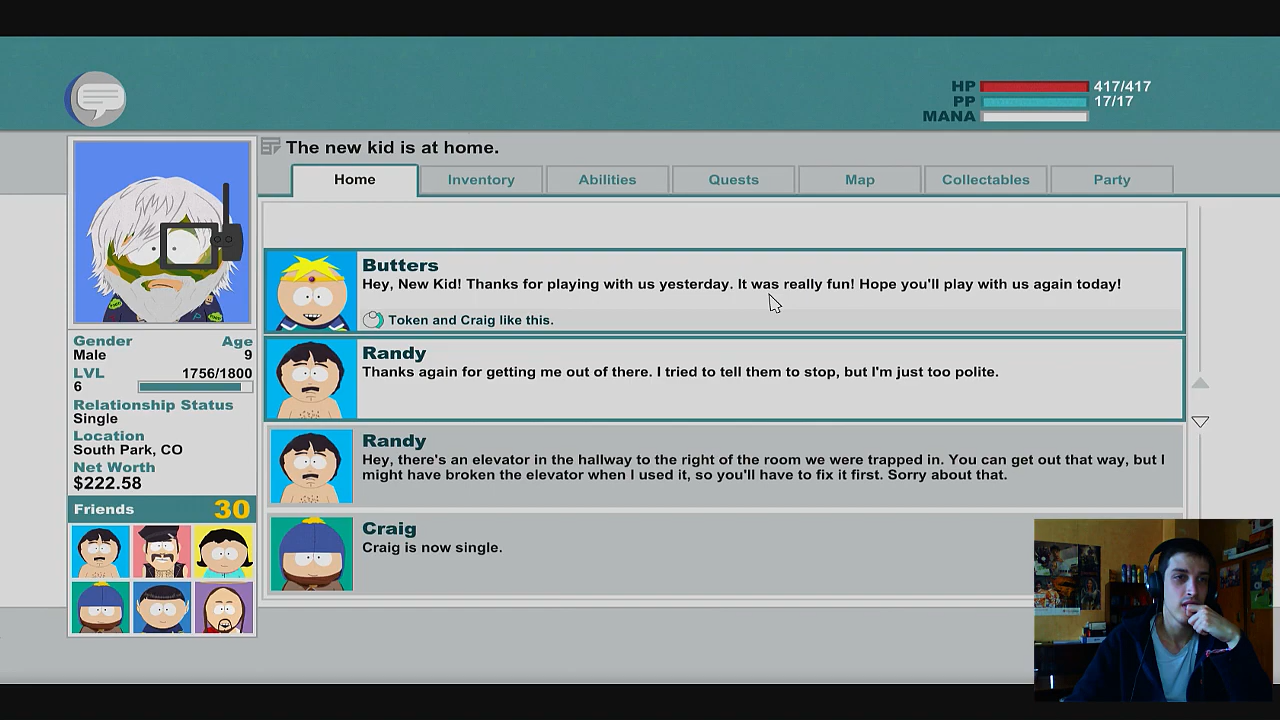 HP 417/417
PP 17/17
MANA
The new kid is at home.
Home Inventory Abilities Quests Map Collectables Party
Butters
Hey, New Kid! Thanks for playing with us yesterday. It was really fun! Hope you'll play with us again today!
Token and Craig like this.
Randy
Thanks again for getting me out of there. I tried to tell them to stop, but I'm just too polite.
Randy
Hey, there's an elevator in the hallway to the right of the room we were trapped in. You can get out that way, but I
might have broken the elevator when I used it, so you'll have to fix it first. Sorry about that.
Craig
Craig is now single.
Gender Age
Male 9
LVL 1756/1800
6
Relationship Status
Single
Location
South Park, CO
Net Worth
$222.58
Friends 30